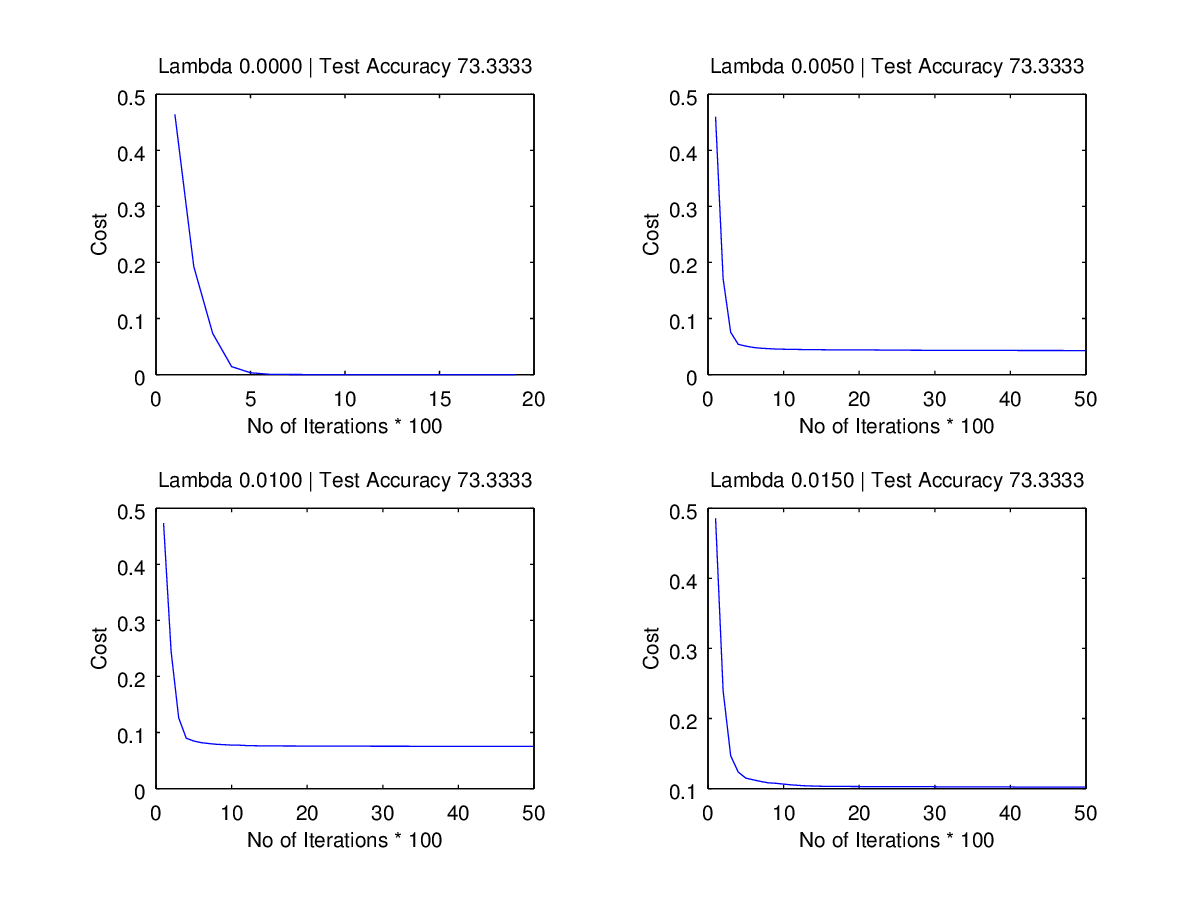 Lambda 0.0000 | Test Accuracy 73.3333
0.5
0.4
0.3
0.2
0.1
0
Cost
0 5 10 15 20
No of Iterations * 100
Lambda 0.0050 | Test Accuracy 73.3333
0.5
0.4
0.3
0.2
0.1
0
Cost
0 10 20 30 40 50
No of Iterations * 100
Lambda 0.0100 | Test Accuracy 73.3333
0.5
0.4
0.3
0.2
0.1
0
Cost
0 10 20 30 40 50
No of Iterations * 100
Lambda 0.0150 | Test Accuracy 73.3333
0.5
0.4
0.3
0.2
0.1
Cost
0 10 20 30 40 50
No of Iterations * 100